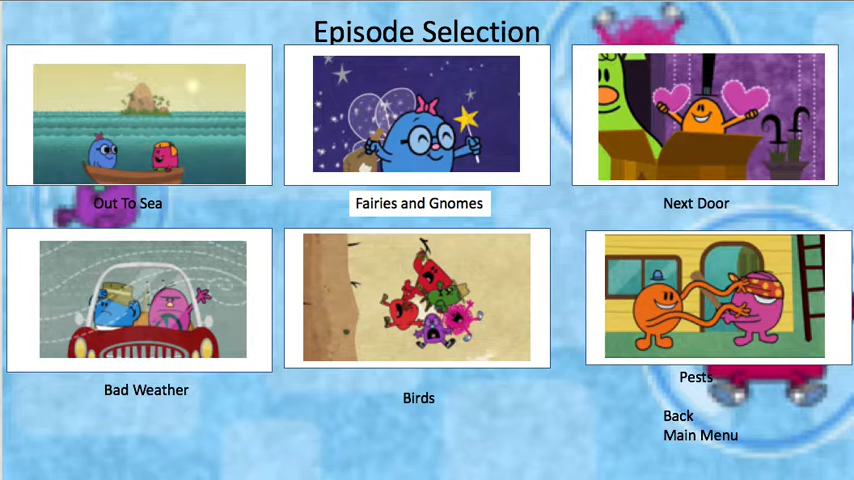 Episode Selection
Out To Sea
Fairies and Gnomes
Next Door
Bad Weather
Birds
Pests
Back
Main Menu